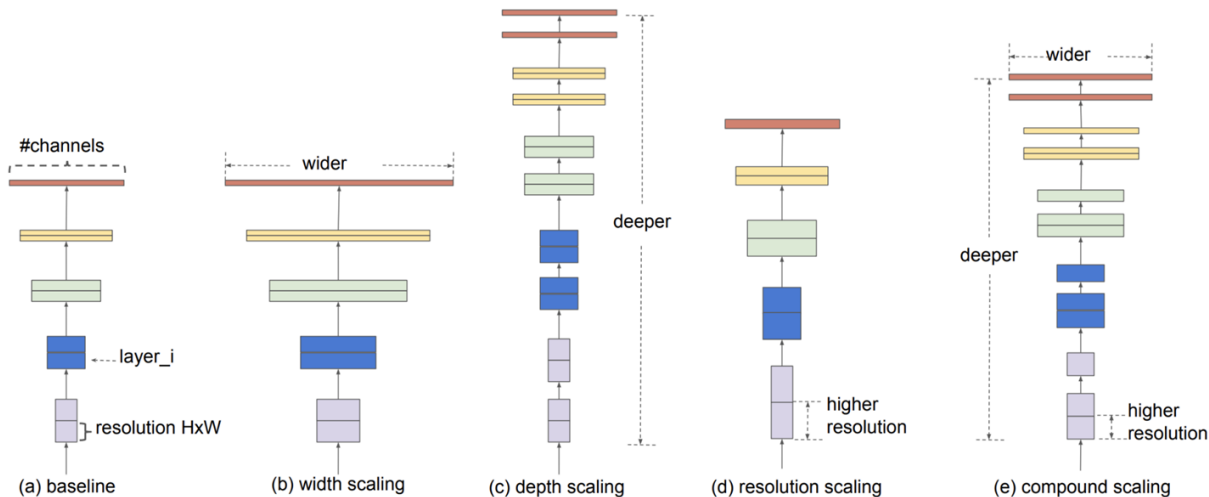 #channels
layer_i
resolution HxW
(a) baseline
wider
(b) width scaling
deeper
(c) depth scaling
higher
resolution
(d) resolution scaling
wider
deeper
higher
resolution
(e) compound scaling